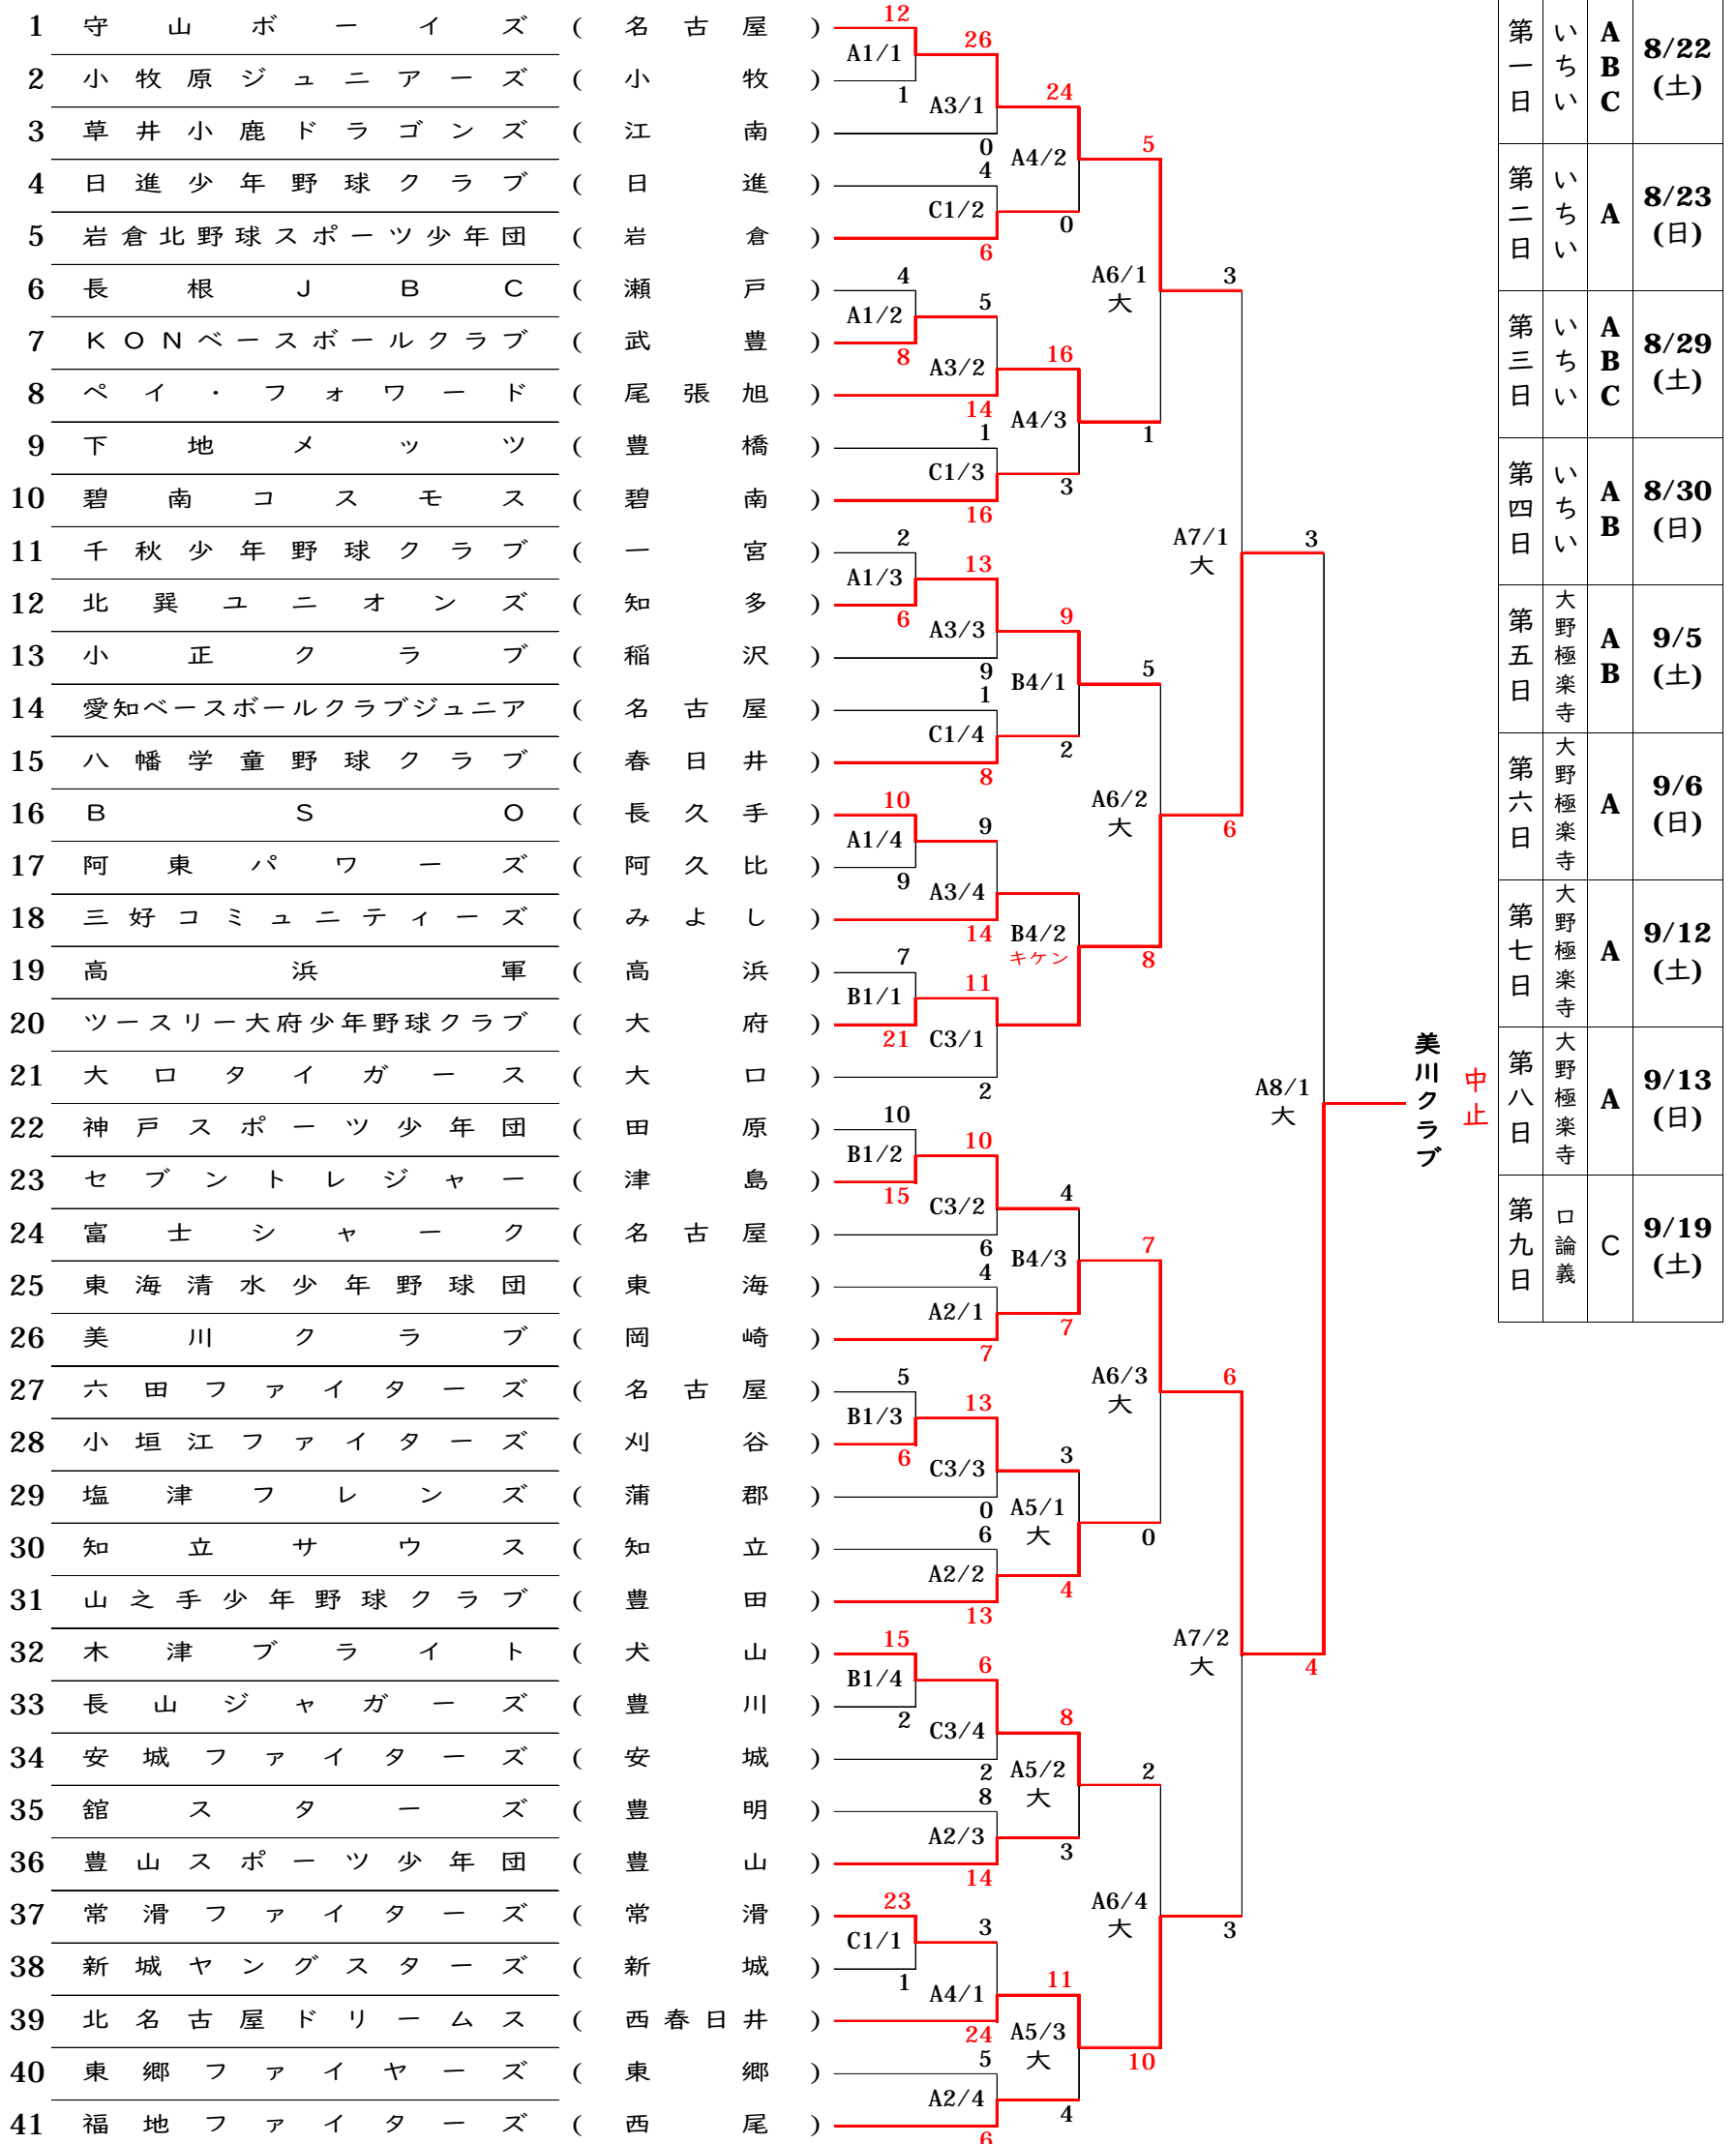 1 守山ボーイズ (名古屋)
2 小牧原ジュニアーズ (小牧)
3 草井小鹿ドラゴンズ (江南)
4 日進少年野球クラブ (日進)
5 岩倉北野球スポーツ少年団 (岩倉)
6 長根JBC (瀬戸)
7 KONベースボールクラブ (武豊)
8 ペイ・フォワード (尾張旭)
9 下地メッツ (豊橋)
10 碧南コスモス (碧南)
11 千秋少年野球クラブ (一宮)
12 北巽ユニオンズ (知多)
13 小正クラブ (稲沢)
14 愛知ベースボールクラブジュニア (名古屋)
15 八幡学童野球クラブ (春日井)
16 BSO (長久手)
17 阿東パワーズ (阿久比)
18 三好コミュニティーズ (みよし)
19 高浜軍 (高浜)
20 ツースリー大府少年野球クラブ (大府)
21 大口タイガース (大口)
22 神戸スポーツ少年団 (田原)
23 セブントレジャー (津島)
24 富士シャーク (名古屋)
25 東海清水少年野球団 (東海)
26 美川クラブ (岡崎)
27 六田ファイターズ (名古屋)
28 小垣江ファイターズ (刈谷)
29 塩津フレンズ (蒲郡)
30 知立サウス (知立)
31 山之手少年野球クラブ (豊田)
32 木津ブライト (犬山)
33 長山ジャガーズ (豊川)
34 安城ファイターズ (安城)
35 舘スターズ (豊明)
36 豊山スポーツ少年団 (豊山)
37 常滑ファイターズ (常滑)
38 新城ヤングスターズ (新城)
39 北名古屋ドリームス (西春日井)
40 東郷ファイヤーズ (東郷)
41 福地ファイターズ (西尾)
12
A1/1
1
4
A1/2
8
2
A1/3
6
10
A1/4
9
7
B1/1
21
10
B1/2
15
5
B1/3
6
15
B1/4
2
23
C1/1
1
26
A3/1
0
4
C1/2
6
5
A3/2
14
1
C1/3
16
13
A3/3
9
1
C1/4
8
9
A3/4
14
11
C3/1
2
10
C3/2
6
4
A2/1
7
13
C3/3
0
6
A2/2
13
6
C3/4
2
8
A2/3
14
3
A4/1
24
5
A2/4
6
24
A4/2
0
16
A4/3
3
9
B4/1
2
B4/2
キケン
4
B4/3
7
3
A5/1
大
4
8
A5/2
大
3
11
A5/3
大
4
5
A6/1
大
1
5
A6/2
大
8
7
A6/3
大
0
2
A6/4
大
10
3
A7/1
大
6
6
A7/2
大
3
3
A8/1
大
4
美川クラブ
中止
第一日 いちい A B C 8/22 (土)
第二日 いちい A 8/23 (日)
第三日 いちい A B C 8/29 (土)
第四日 いちい A B 8/30 (日)
第五日 大野極楽寺 A B 9/5 (土)
第六日 大野極楽寺 A 9/6 (日)
第七日 大野極楽寺 A 9/12 (土)
第八日 大野極楽寺 A 9/13 (日)
第九日 口論義 C 9/19 (土)